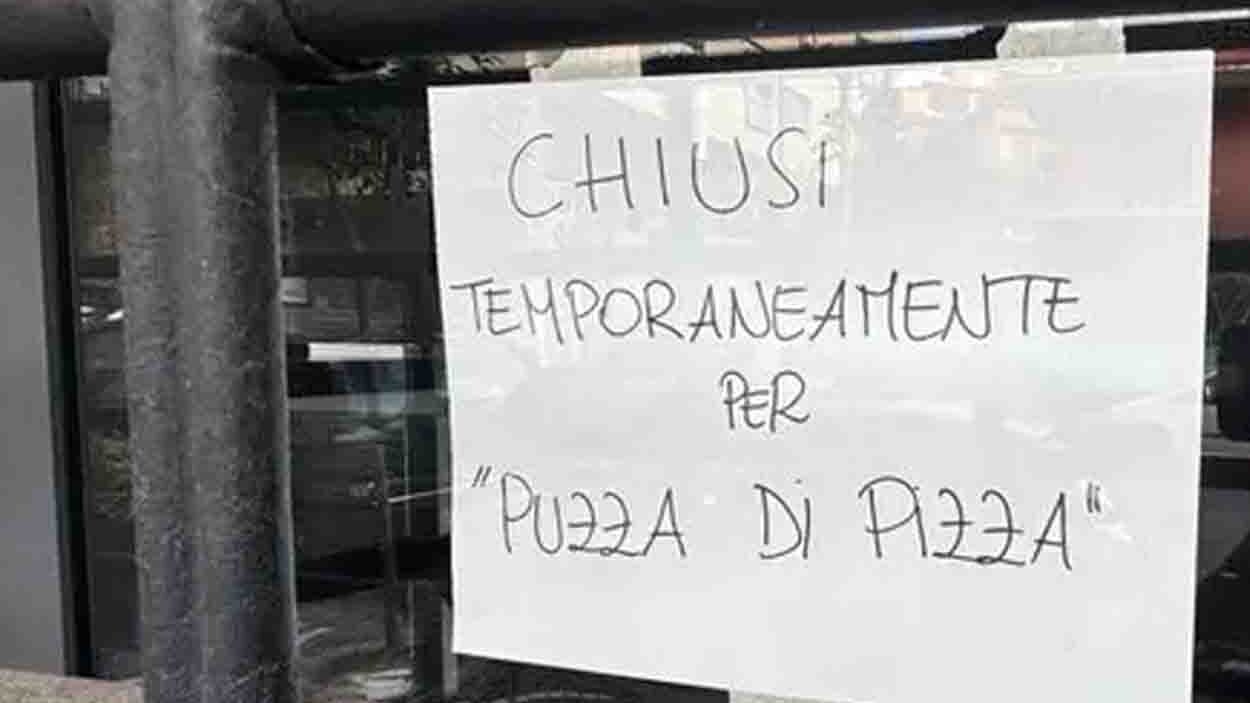 CHIUSI
TEMPORANEAMENTE
PER
"PUZZA Di PiZZA"